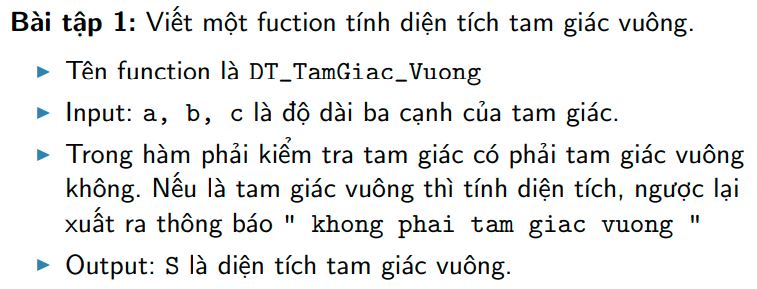 Bài tập 1: Viết một fuction tính diện tích tam giác vuông.
▶ Tên function là DT_TamGiac_Vuong
▶ Input: a, b, c là độ dài ba cạnh của tam giác.
▶ Trong hàm phải kiểm tra tam giác có phải tam giác vuông
không. Nếu là tam giác vuông thì tính diện tích, ngược lại
xuất ra thông báo " khong phai tam giac vuong "
▶ Output: S là diện tích tam giác vuông.